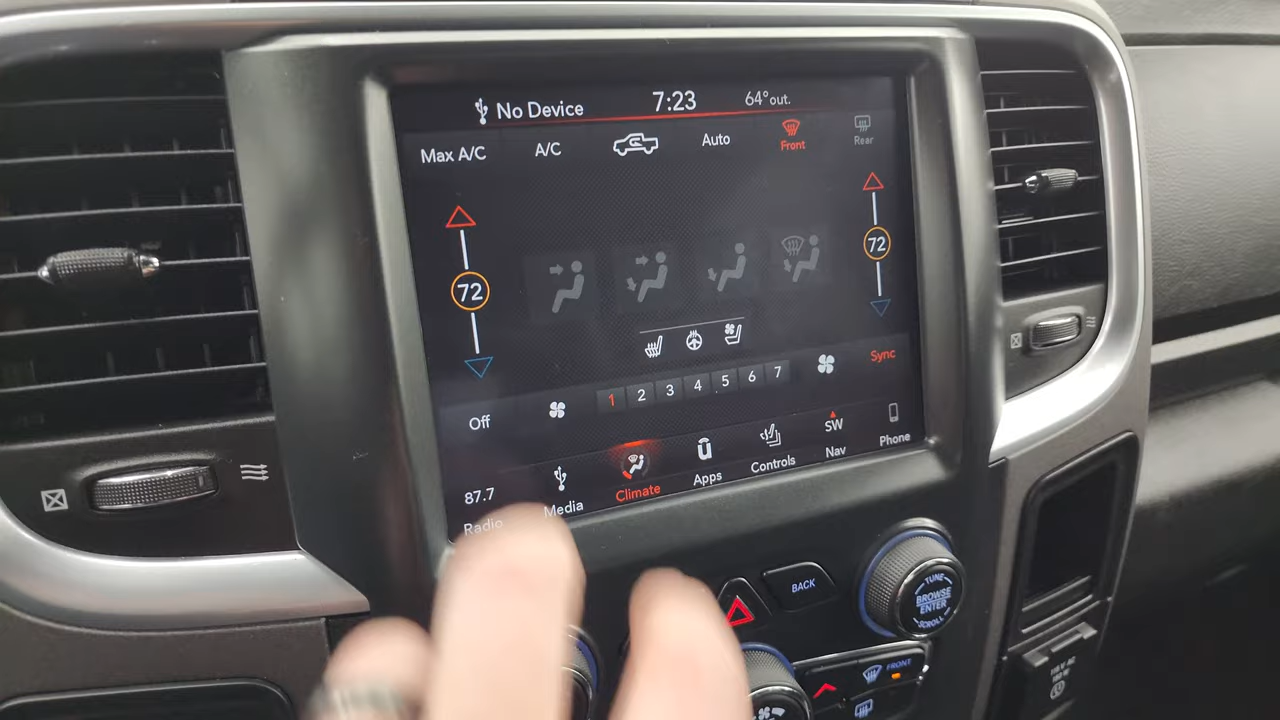 No Device 7:23 64°out.
Max A/C A/C Auto Front Rear
72 72
1 2 3 4 5 6 7 Sync
Off
87.7 Radio Media Climate Apps Controls SW Nav Phone
BACK
TUNE
BROWSE
ENTER
SCROLL
FRONT